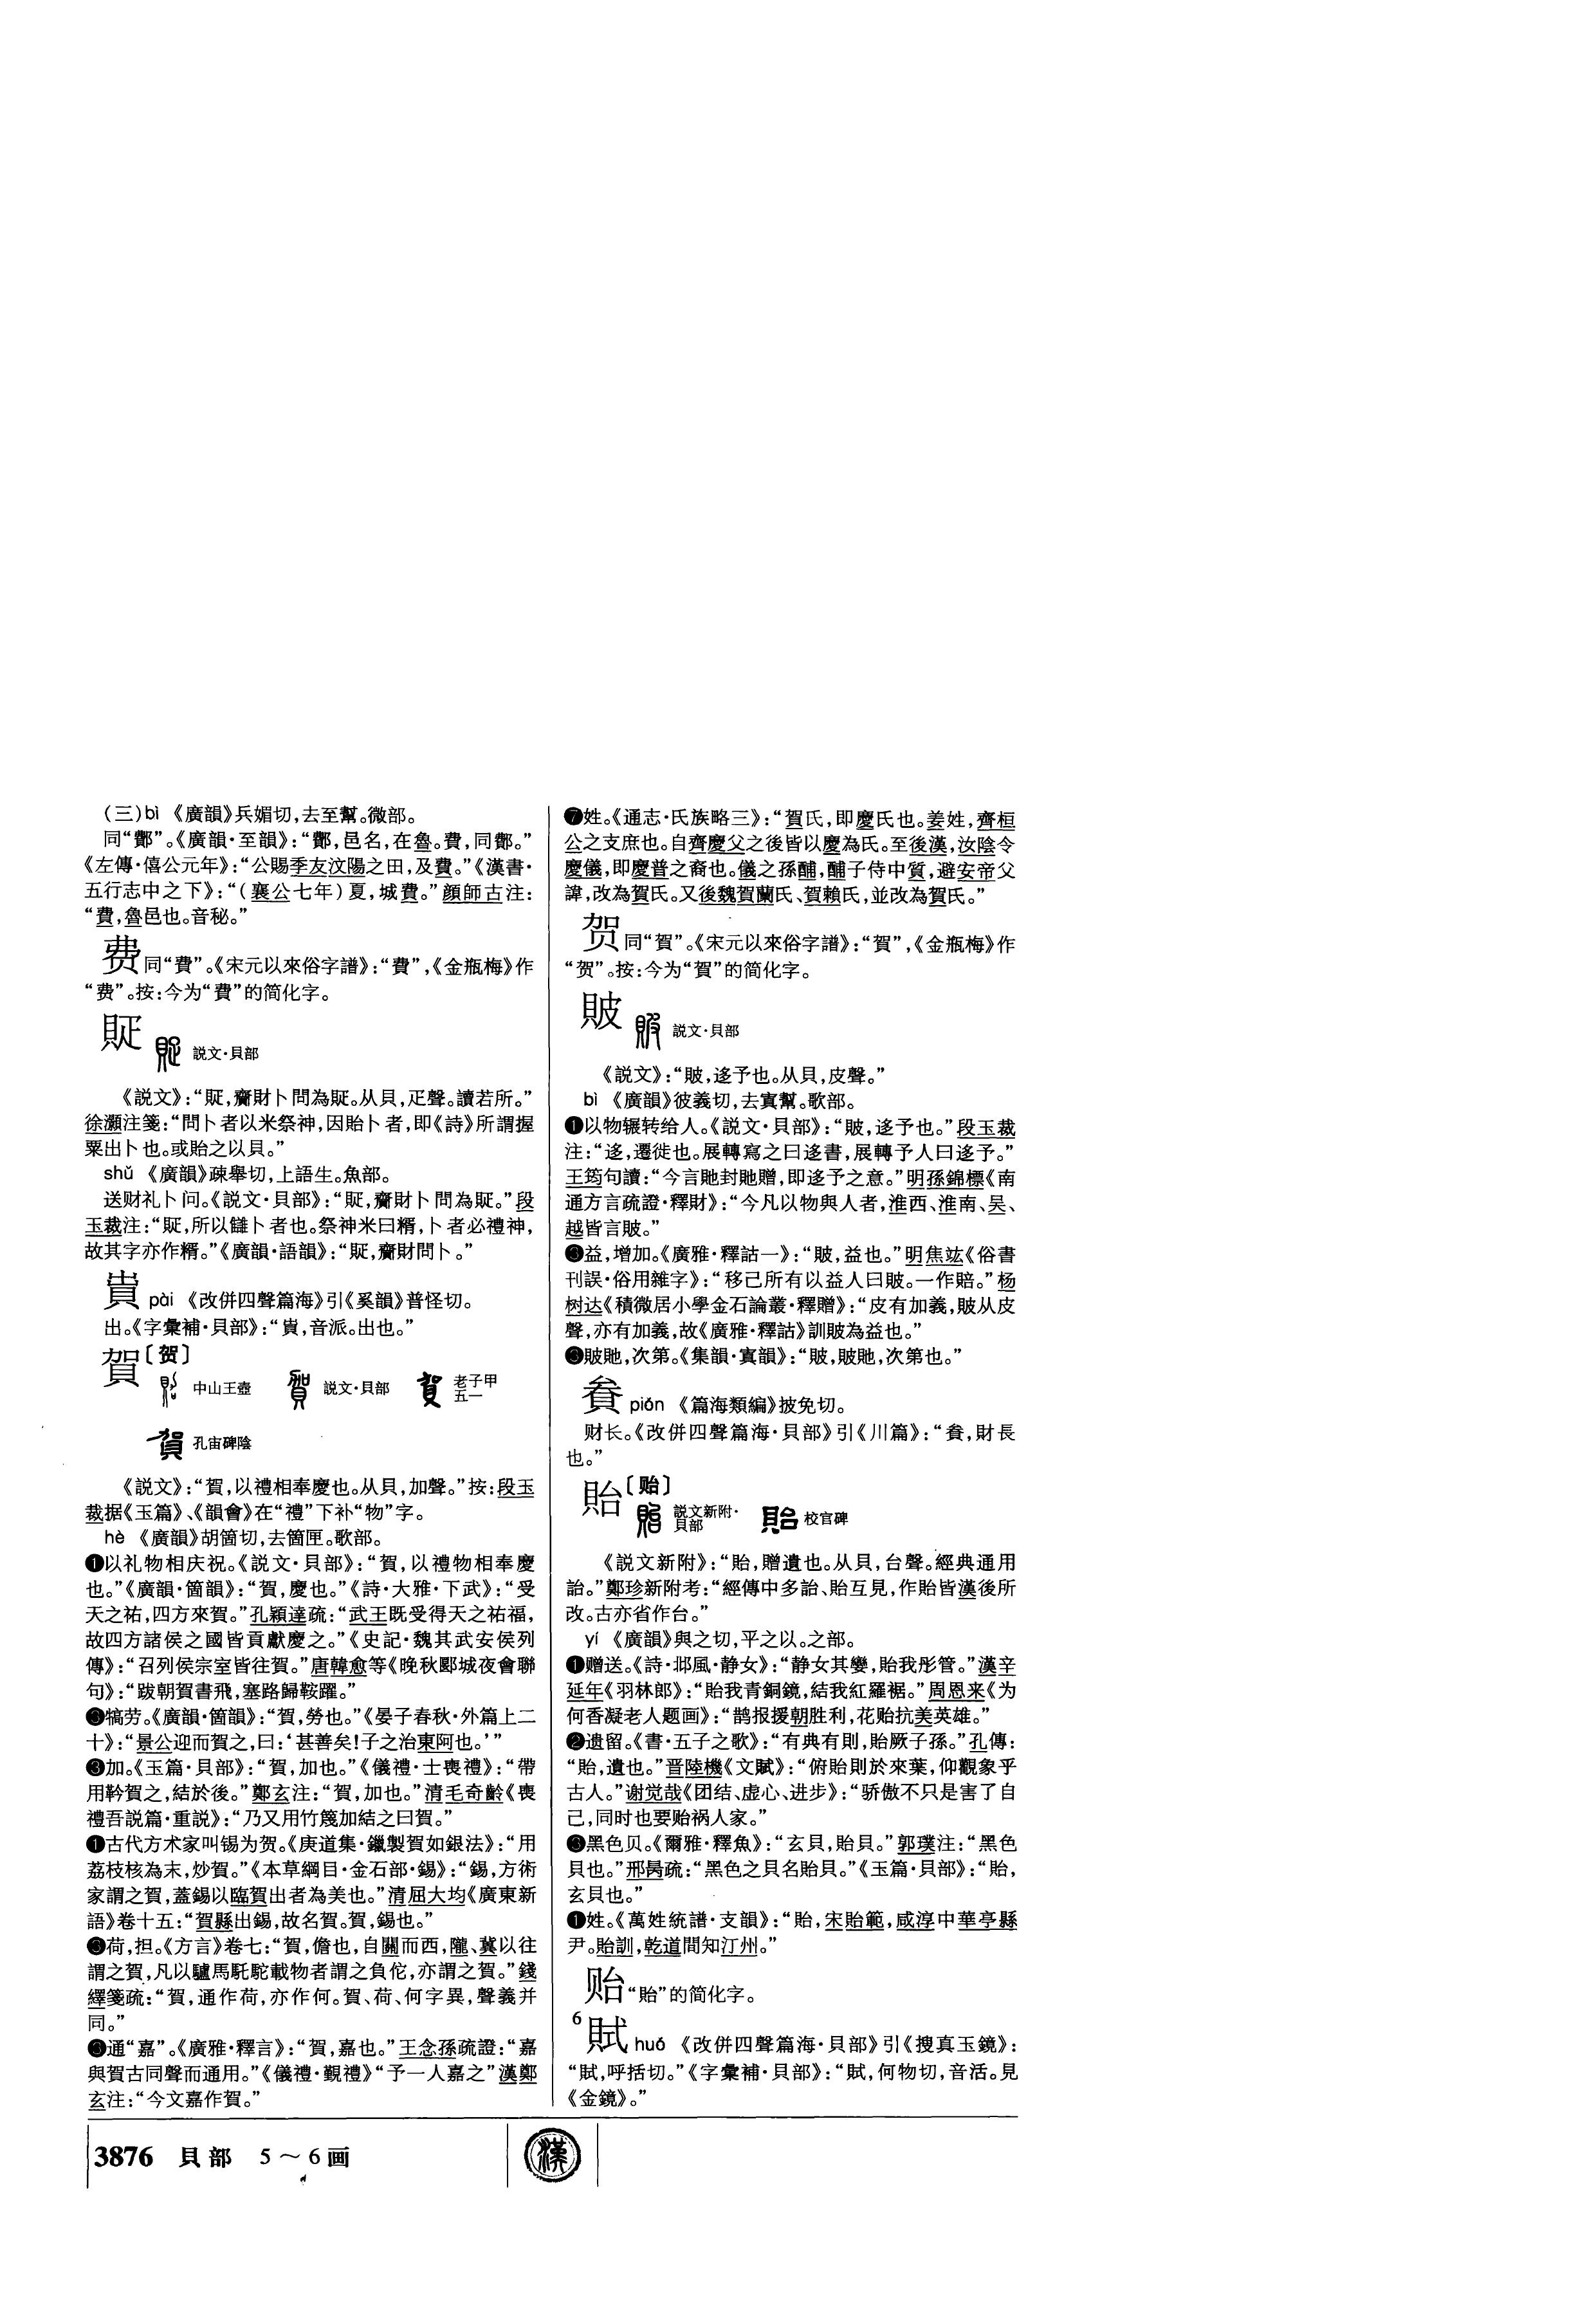 （三）bì 《廣韻》兵媚切，去至幫。微部。
同“鄪”。《廣韻·至韻》：“鄪，邑名，在魯。費，同鄪。”
《左傳·僖公元年》：“公賜季友汶陽之田，及費。”《漢書·
五行志中之下》：“（襄公七年）夏，城費。”顔師古注：
“費，魯邑也。音秘。”
费同“費”。《宋元以來俗字譜》：“費”，《金瓶梅》作
“费”。按：今为“費”的简化字。
䝪 説文·貝部
《説文》：“䝪，齎財卜問為䝪。从貝，疋聲。讀若所。”
徐灝注箋：“問卜者以米祭神，因貽卜者，即《詩》所謂握
粟出卜也。或貽之以貝。”
shǔ 《廣韻》疎舉切，上語生。魚部。
送财礼卜问。《説文·貝部》：“䝪，齎財卜問為䝪。”段
玉裁注：“䝪，所以讎卜者也。祭神米曰糈，卜者必禮神，
故其字亦作糈。”《廣韻·語韻》：“䝪，齎財問卜。”
pài 《改併四聲篇海》引《奚韻》普怪切。
出。《字彙補·貝部》：“，音派。出也。”
賀〔贺〕
中山王壺 説文·貝部 老子甲五一
孔宙碑陰
《説文》：“賀，以禮相奉慶也。从貝，加聲。”按：段玉
裁据《玉篇》、《韻會》在“禮”下补“物”字。
hè 《廣韻》胡箇切，去箇匣。歌部。
❶以礼物相庆祝。《説文·貝部》：“賀，以禮物相奉慶
也。”《廣韻·箇韻》：“賀，慶也。”《詩·大雅·下武》：“受
天之祐，四方來賀。”孔穎達疏：“武王既受得天之祐福，
故四方諸侯之國皆貢獻慶之。”《史記·魏其武安侯列
傳》：“召列侯宗室皆往賀。”唐韓愈等《晚秋郾城夜會聯
句》：“跋朝賀書飛，塞路歸鞍躍。”
❷犒劳。《廣韻·箇韻》：“賀，勞也。”《晏子春秋·外篇上二
十》：“景公迎而賀之，曰：‘甚善矣！子之治東阿也。’”
❸加。《玉篇·貝部》：“賀，加也。”《儀禮·士喪禮》：“帶
用靲賀之，結於後。”鄭玄注：“賀，加也。”清毛奇齡《喪
禮吾説篇·重説》：“乃又用竹篾加結之曰賀。”
❹古代方术家叫锡为贺。《庚道集·鑞製賀如銀法》：“用
荔枝核為末，炒賀。”《本草綱目·金石部·錫》：“錫，方術
家謂之賀，蓋錫以臨賀出者為美也。”清屈大均《廣東新
語》卷十五：“賀縣出錫，故名賀。賀，錫也。”
❺荷，担。《方言》卷七：“賀，儋也，自關而西，隴、冀以往
謂之賀，凡以驢馬馲駝載物者謂之負佗，亦謂之賀。”錢
繹箋疏：“賀，通作荷，亦作何。賀、荷、何字異，聲義并
同。”
❻通“嘉”。《廣雅·釋言》：“賀，嘉也。”王念孫疏證：“嘉
與賀古同聲而通用。”《儀禮·覲禮》“予一人嘉之”漢鄭
玄注：“今文嘉作賀。”
❼姓。《通志·氏族略三》：“賀氏，即慶氏也。姜姓，齊桓
公之支庶也。自齊慶父之後皆以慶為氏。至後漢，汝陰令
慶儀，即慶普之裔也。儀之孫酺，酺子侍中質，避安帝父
諱，改為賀氏。又後魏賀蘭氏、賀賴氏，並改為賀氏。”
贺同“賀”。《宋元以來俗字譜》：“賀”，《金瓶梅》作
“贺”。按：今为“賀”的简化字。
貱 説文·貝部
《説文》：“貱，迻予也。从貝，皮聲。”
bì 《廣韻》彼義切，去寘幫。歌部。
❶以物辗转给人。《説文·貝部》：“貱，迻予也。”段玉裁
注：“迻，遷徙也。展轉寫之曰迻書，展轉予人曰迻予。”
王筠句讀：“今言貤封貤贈，即迻予之意。”明孫錦標《南
通方言疏證·釋財》：“今凡以物與人者，淮西、淮南、吴、
越皆言貱。”
❷益，增加。《廣雅·釋詁一》：“貱，益也。”明焦竑《俗書
刊誤·俗用雜字》：“移己所有以益人曰貱。一作賠。”杨
树达《積微居小學金石論叢·釋贈》：“皮有加義，貱从皮
聲，亦有加義，故《廣雅·釋詁》訓貱為益也。”
❸貱貤，次第。《集韻·寘韻》：“貱，貱貤，次第也。”
piǎn 《篇海類編》披免切。
财长。《改併四聲篇海·貝部》引《川篇》：“，財長
也。”
貽〔贻〕
説文新附·貝部 校官碑
《説文新附》：“貽，贈遺也。从貝，台聲。經典通用
詒。”鄭珍新附考：“經傳中多詒、貽互見，作貽皆漢後所
改。古亦省作台。”
yí 《廣韻》與之切，平之以。之部。
❶赠送。《詩·邶風·静女》：“静女其孌，貽我彤管。”漢辛
延年《羽林郎》：“貽我青銅鏡，結我紅羅裾。”周恩来《为
何香凝老人题画》：“鹊报援朝胜利，花贻抗美英雄。”
❷遗留。《書·五子之歌》：“有典有則，貽厥子孫。”孔傳：
“貽，遺也。”晋陸機《文賦》：“俯貽則於來葉，仰觀象乎
古人。”谢觉哉《团结、虚心、进步》：“骄傲不只是害了自
己，同时也要贻祸人家。”
❸黑色贝。《爾雅·釋魚》：“玄貝，貽貝。”郭璞注：“黑色
貝也。”邢昺疏：“黑色之貝名貽貝。”《玉篇·貝部》：“貽，
玄貝也。”
❹姓。《萬姓統譜·支韻》：“貽，宋貽範，咸淳中華亭縣
尹。貽訓，乾道間知汀州。”
贻“貽”的简化字。
6
huó 《改併四聲篇海·貝部》引《搜真玉鏡》：
“，呼括切。”《字彙補·貝部》：“，何物切，音活。見
《金鏡》。”
3876 貝部 5～6画
漢